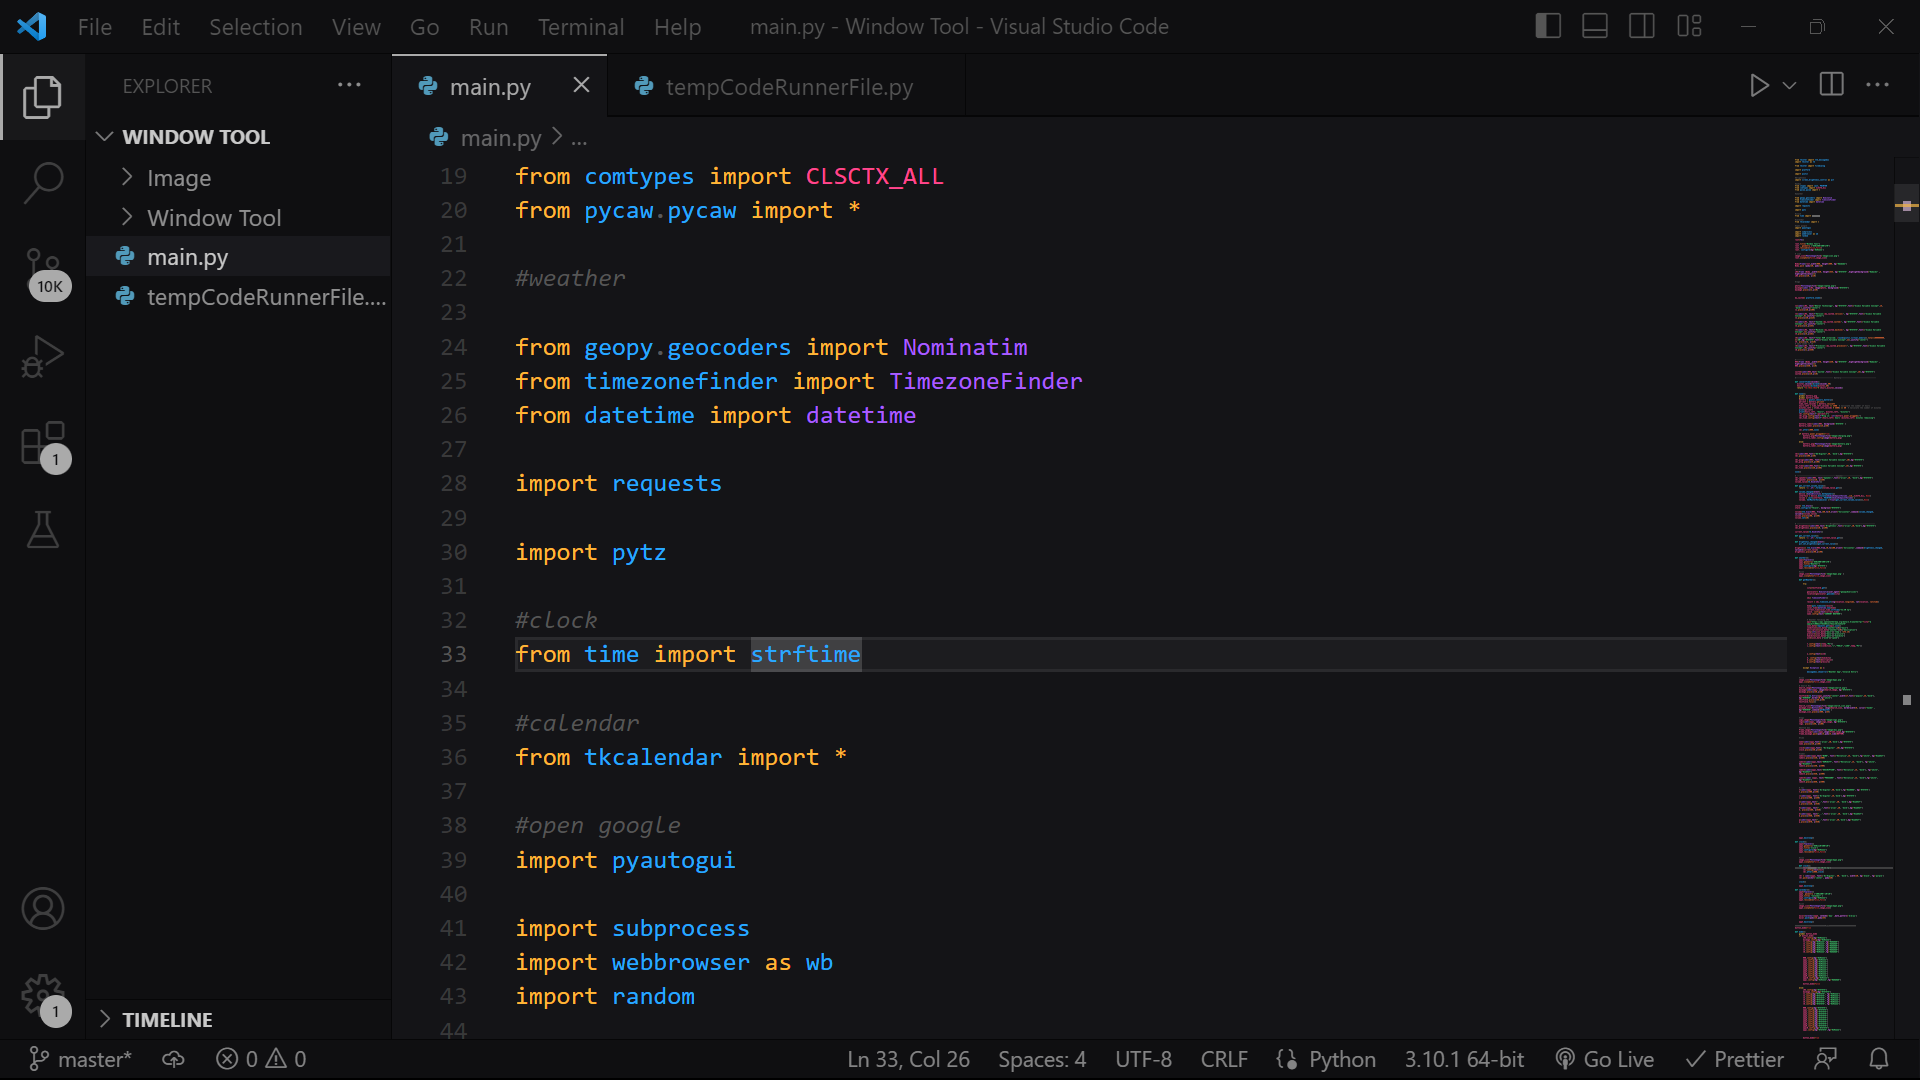 File Edit Selection View Go Run Terminal Help main.py - Window Tool - Visual Studio Code
EXPLORER
WINDOW TOOL
Image
Window Tool
main.py
tempCodeRunnerFile....
10K
1
1
TIMELINE
main.py tempCodeRunnerFile.py
main.py > ...
19 from comtypes import CLSCTX_ALL
20 from pycaw.pycaw import *
21
22 #weather
23
24 from geopy.geocoders import Nominatim
25 from timezonefinder import TimezoneFinder
26 from datetime import datetime
27
28 import requests
29
30 import pytz
31
32 #clock
33 from time import strftime
34
35 #calendar
36 from tkcalendar import *
37
38 #open google
39 import pyautogui
40
41 import subprocess
42 import webbrowser as wb
43 import random
44
master* 0 0 Ln 33, Col 26 Spaces: 4 UTF-8 CRLF Python 3.10.1 64-bit Go Live Prettier